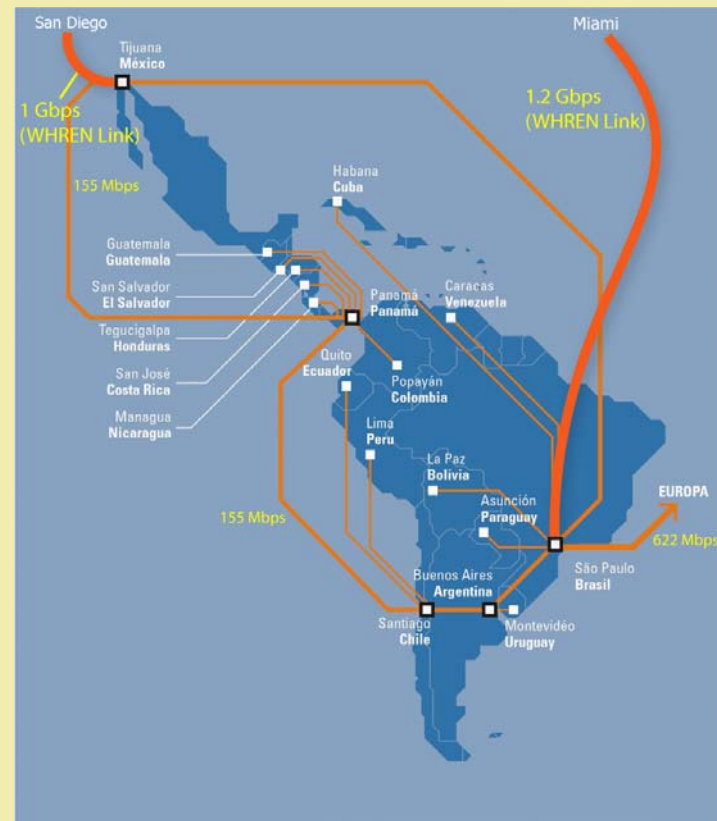 San Diego
Miami
Tijuana
México
1 Gbps
(WHREN Link)
1.2 Gbps
(WHREN Link)
155 Mbps
Habana
Cuba
Guatemala
Guatemala
San Salvador
El Salvador
Tegucigalpa
Honduras
San José
Costa Rica
Managua
Nicaragua
Panamá
Panamá
Caracas
Venezuela
Quito
Ecuador
Popayán
Colombia
Lima
Peru
La Paz
Bolivia
Asunción
Paraguay
EUROPA
155 Mbps
622 Mbps
São Paulo
Brasil
Buenos Aires
Argentina
Santiago
Chile
Montevidéo
Uruguay